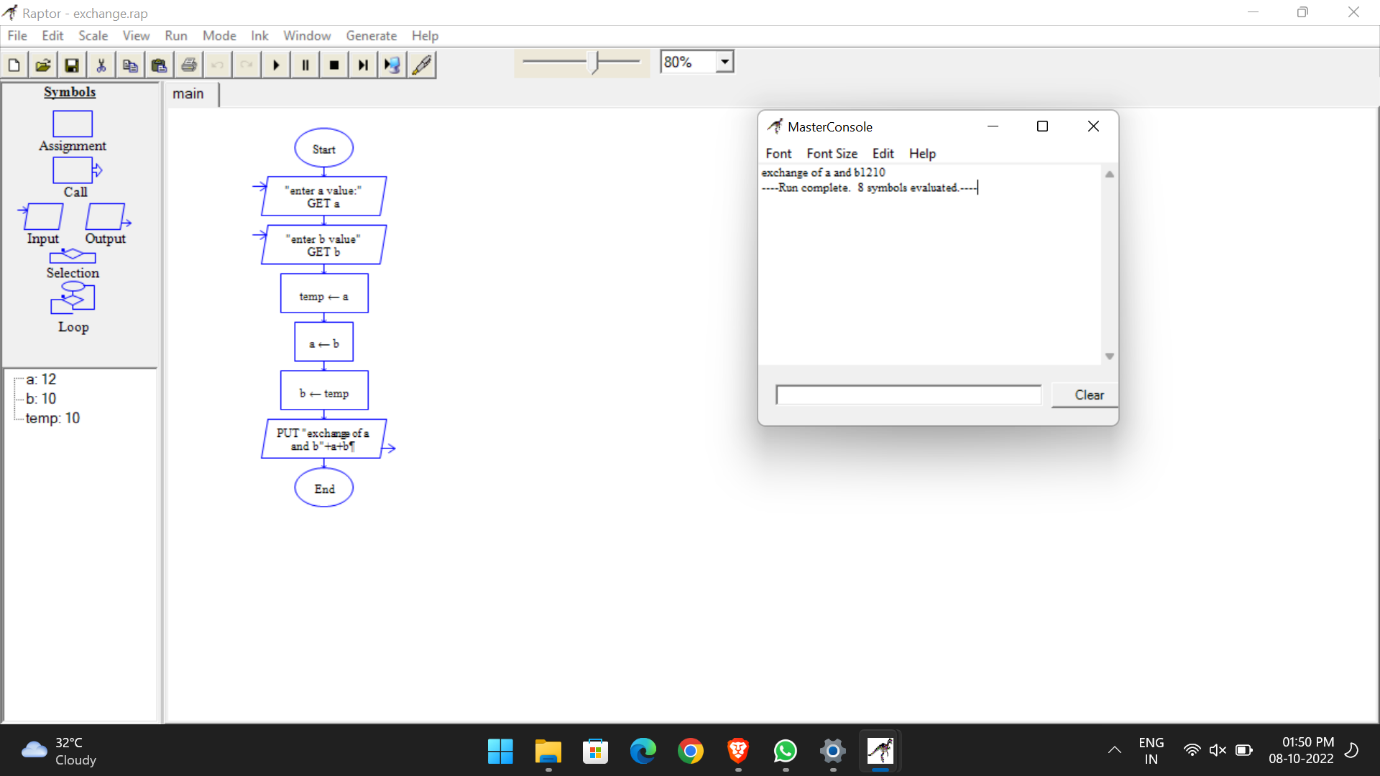 Raptor - exchange.rap
File Edit Scale View Run Mode Ink Window Generate Help
80%
Symbols
Assignment
Call
Input Output
Selection
Loop
a: 12
b: 10
temp: 10
main
Start
"enter a value:"
GET a
"enter b value"
GET b
temp ← a
a ← b
b ← temp
PUT "exchange of a
and b"+a+b¶
End
MasterConsole
Font Font Size Edit Help
exchange of a and b1210
----Run complete. 8 symbols evaluated.----
Clear
32°C
Cloudy
ENG
IN
01:50 PM
08-10-2022